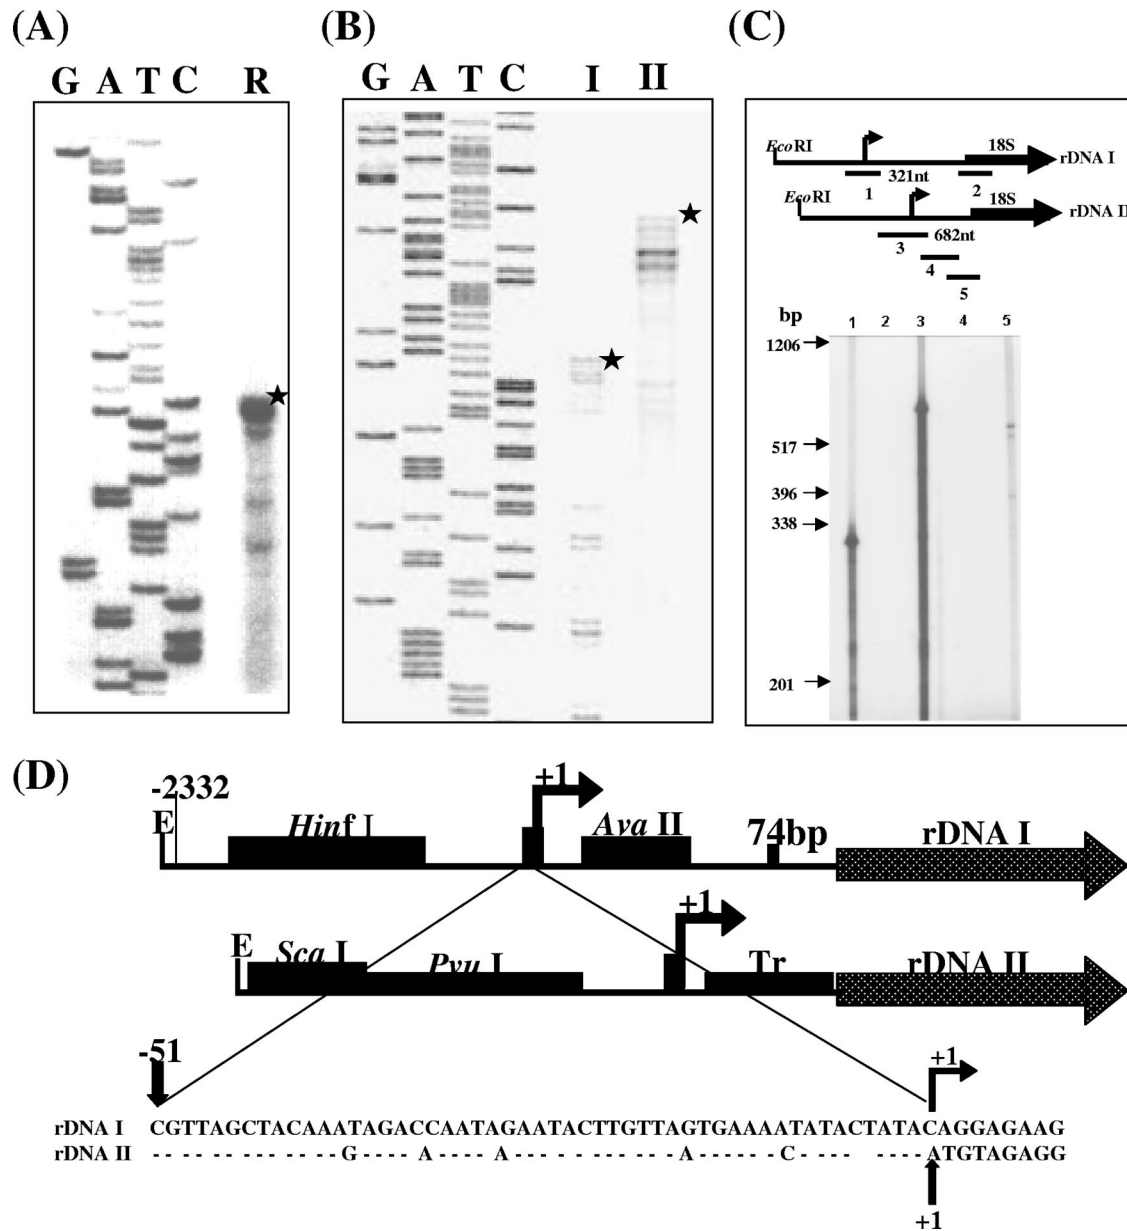 (A)
G A T C R
(B)
G A T C I II
(C)
EcoRI 18S rDNA I
321nt
1 2
EcoRI 18S rDNA II
682nt
3
4
5
bp
1 2 3 4 5
1206
517
396
338
201
(D)
-2332 +1
E Hinf I Ava II 74bp rDNA I
+1
E Sca I Pvu I Tr rDNA II
-51
+1
rDNA I CGTTAGCTACAAATAGACCAATAGAATACTTGTTAGTGAAAATATACTATACAGGAGAAG
rDNA II - - - - - - - - - - - - - G - - - - A - - - - A - - - - - - - - - - - A - - - - - C - - - - - - - - - ATGTAGAGG
+1